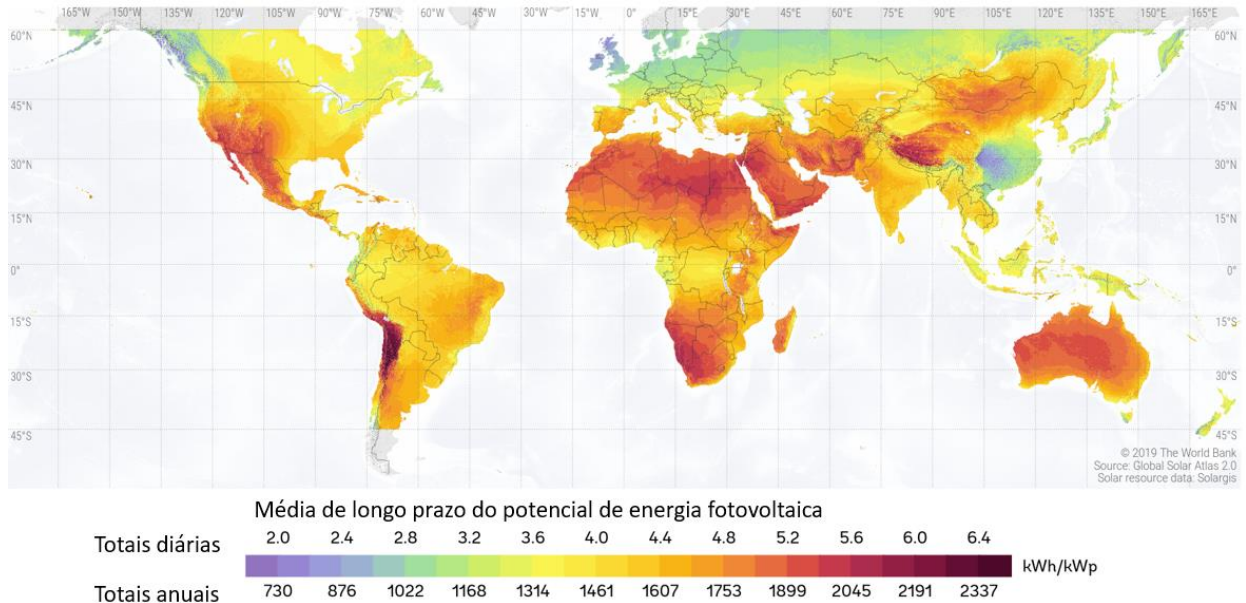 165°W 150°W 135°W 120°W 105°W 90°W 75°W 60°W 45°W 30°W 15°W 0° 15°E 30°E 45°E 60°E 75°E 90°E 105°E 120°E 135°E 150°E 165°E
60°N 60°N
45°N 45°N
30°N 30°N
15°N 15°N
0° 0°
15°S 15°S
30°S 30°S
45°S 45°S
© 2019 The World Bank
Source: Global Solar Atlas 2.0
Solar resource data: Solargis
Média de longo prazo do potencial de energia fotovoltaica
Totais diárias 2.0 2.4 2.8 3.2 3.6 4.0 4.4 4.8 5.2 5.6 6.0 6.4
kWh/kWp
Totais anuais 730 876 1022 1168 1314 1461 1607 1753 1899 2045 2191 2337